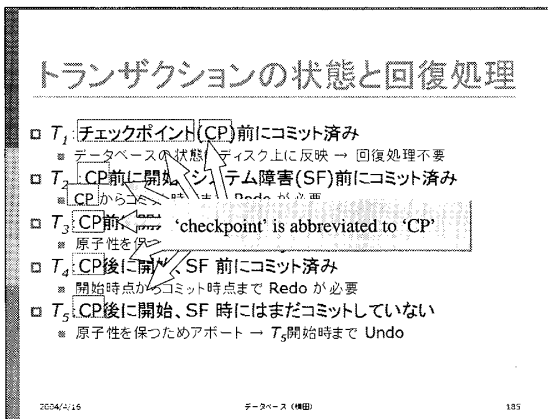 トランザクションの状態と回復処理
T1:チェックポイント(CP)前にコミット済み
データベースの状態 ディスク上に反映 → 回復処理不要
T2:CP前に開始 システム障害(SF)前にコミット済み
CP から Redo が必要
T3:CP前
'checkpoint' is abbreviated to 'CP'
原子性を保つ
T4:CP後に開始、SF 前にコミット済み
開始時点からコミット時点まで Redo が必要
T5:CP後に開始、SF 時にはまだコミットしていない
原子性を保つためアボート → T5開始時まで Undo
2004/4/16
データベース (横田)
185